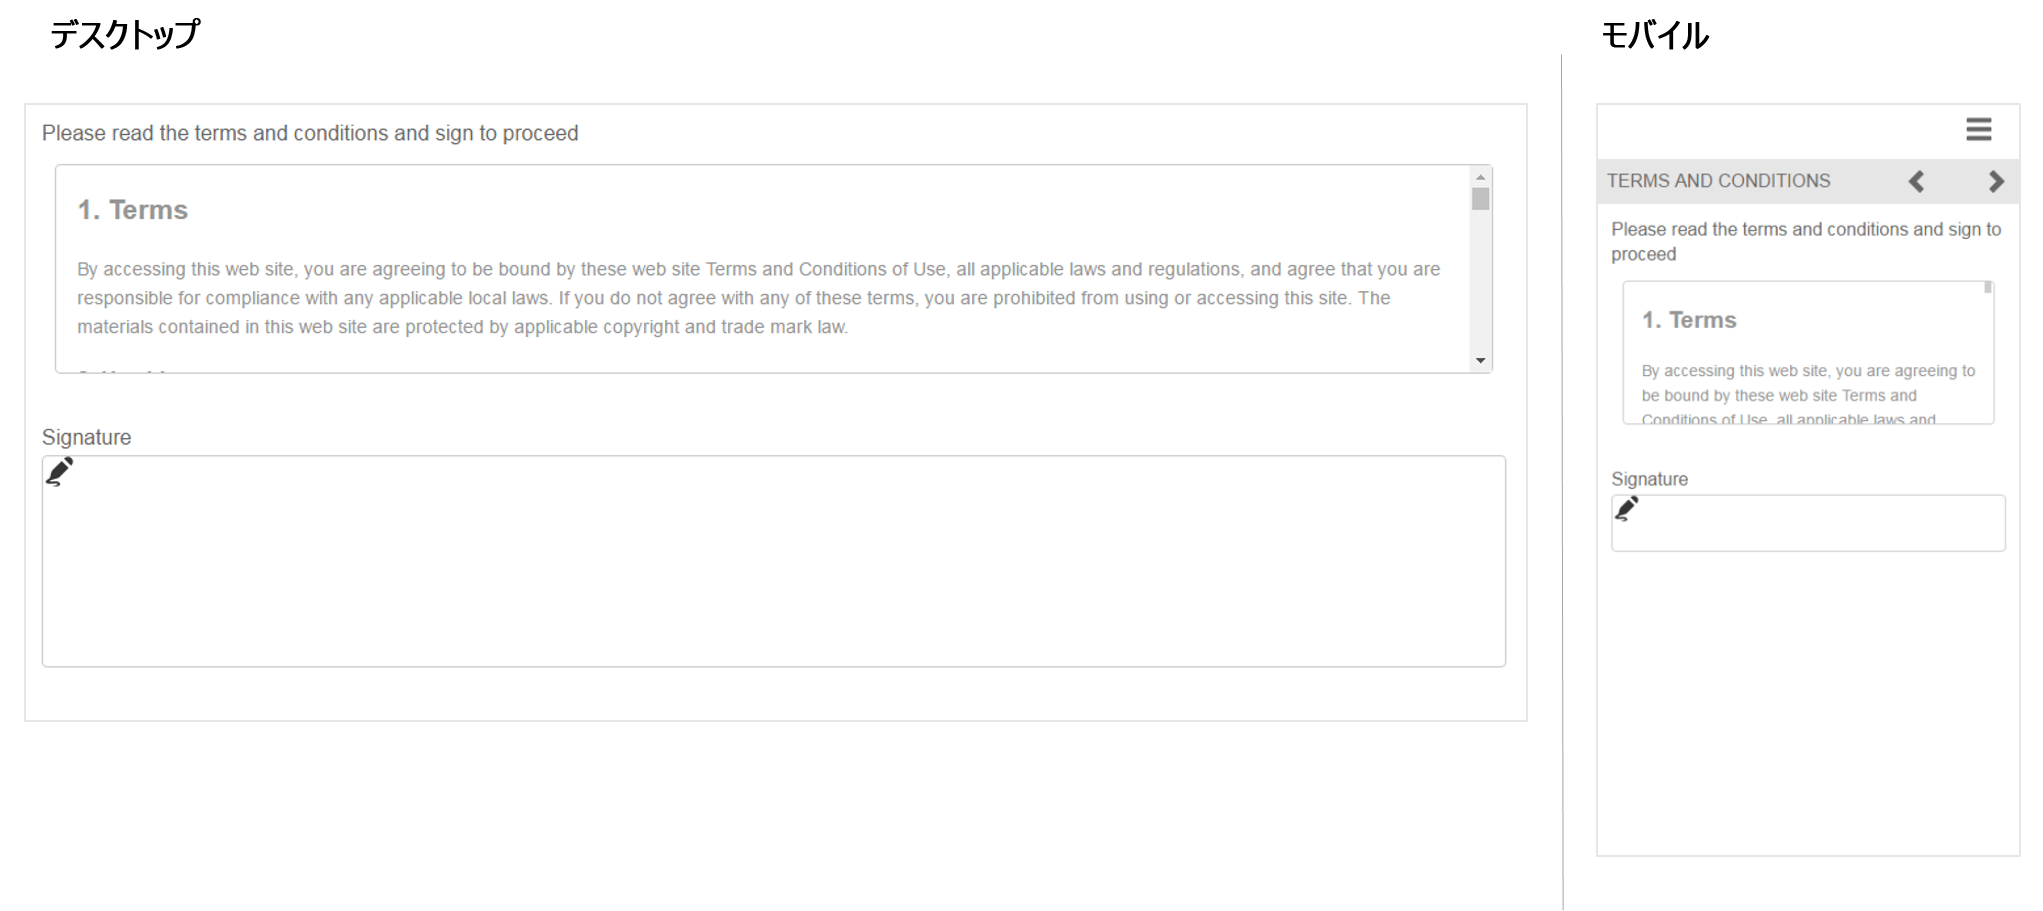 デスクトップ
Please read the terms and conditions and sign to proceed
1. Terms
By accessing this web site, you are agreeing to be bound by these web site Terms and Conditions of Use, all applicable laws and regulations, and agree that you are
responsible for compliance with any applicable local laws. If you do not agree with any of these terms, you are prohibited from using or accessing this site. The
materials contained in this web site are protected by applicable copyright and trade mark law.
Signature
モバイル
TERMS AND CONDITIONS
Please read the terms and conditions and sign to
proceed
1. Terms
By accessing this web site, you are agreeing to
be bound by these web site Terms and
Conditions of Use, all applicable laws and
Signature